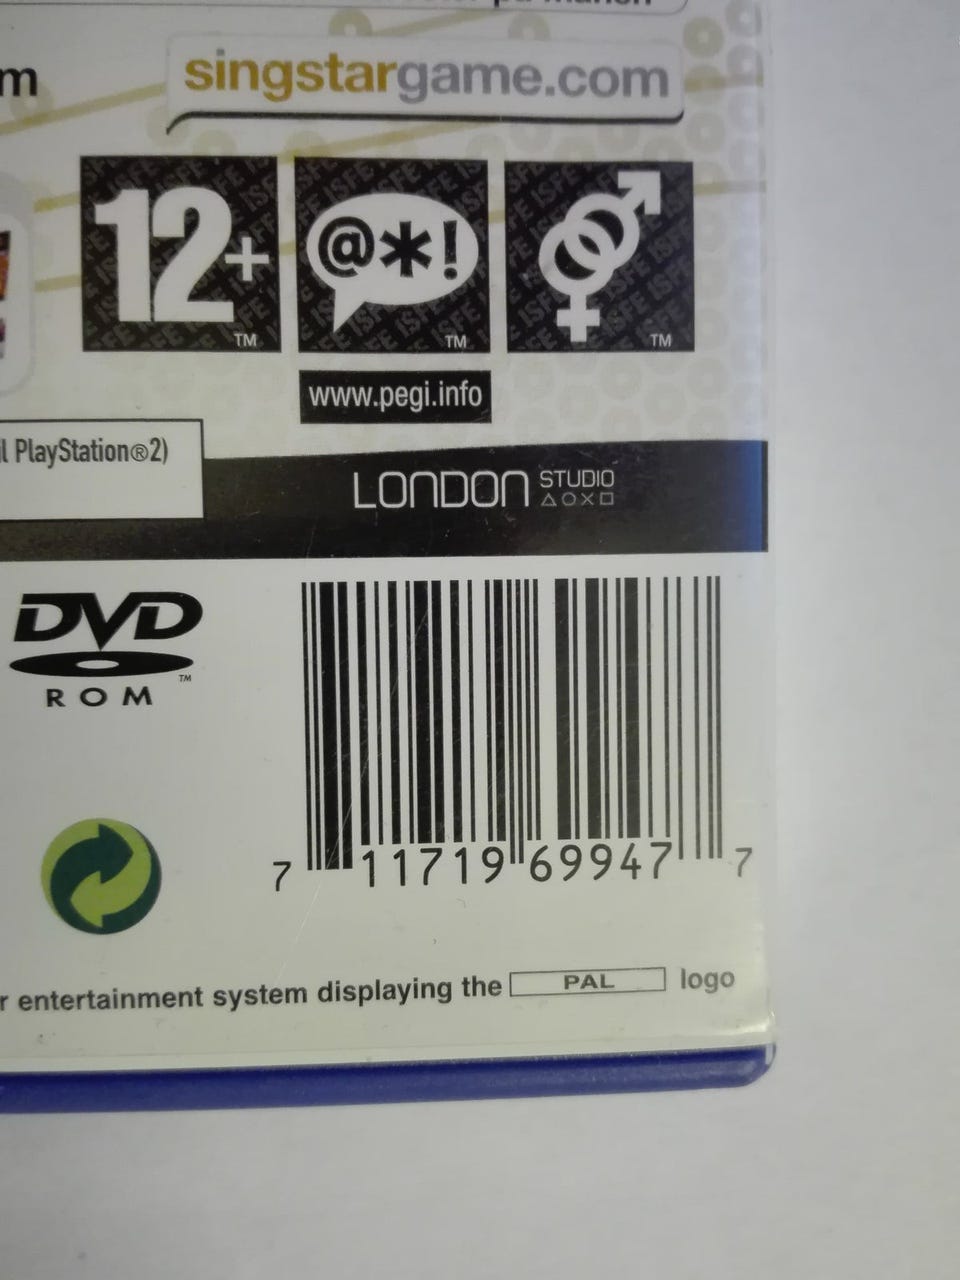 m
singstargame.com
12+ ™
@*! ™
™
www.pegi.info
l PlayStation®2)
LONDON STUDIO
DVD
ROM ™
7 11719 69947 7
r entertainment system displaying the PAL logo